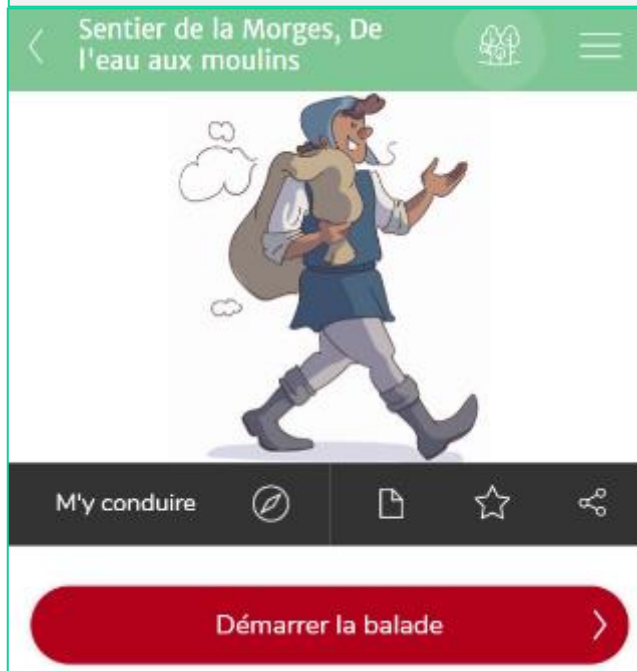 Sentier de la Morges, De
l'eau aux moulins
M'y conduire
Démarrer la balade